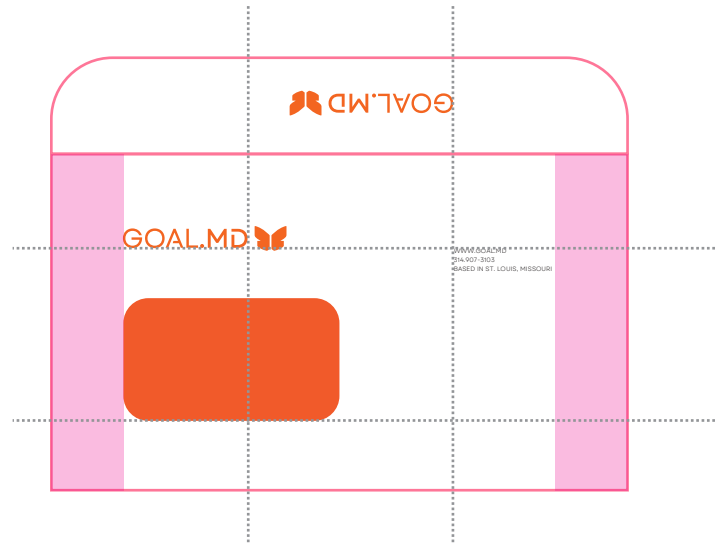 GOAL.MD
GOAL.MD
WWW.GOAL.MD
314.907-3103
BASED IN ST. LOUIS, MISSOURI